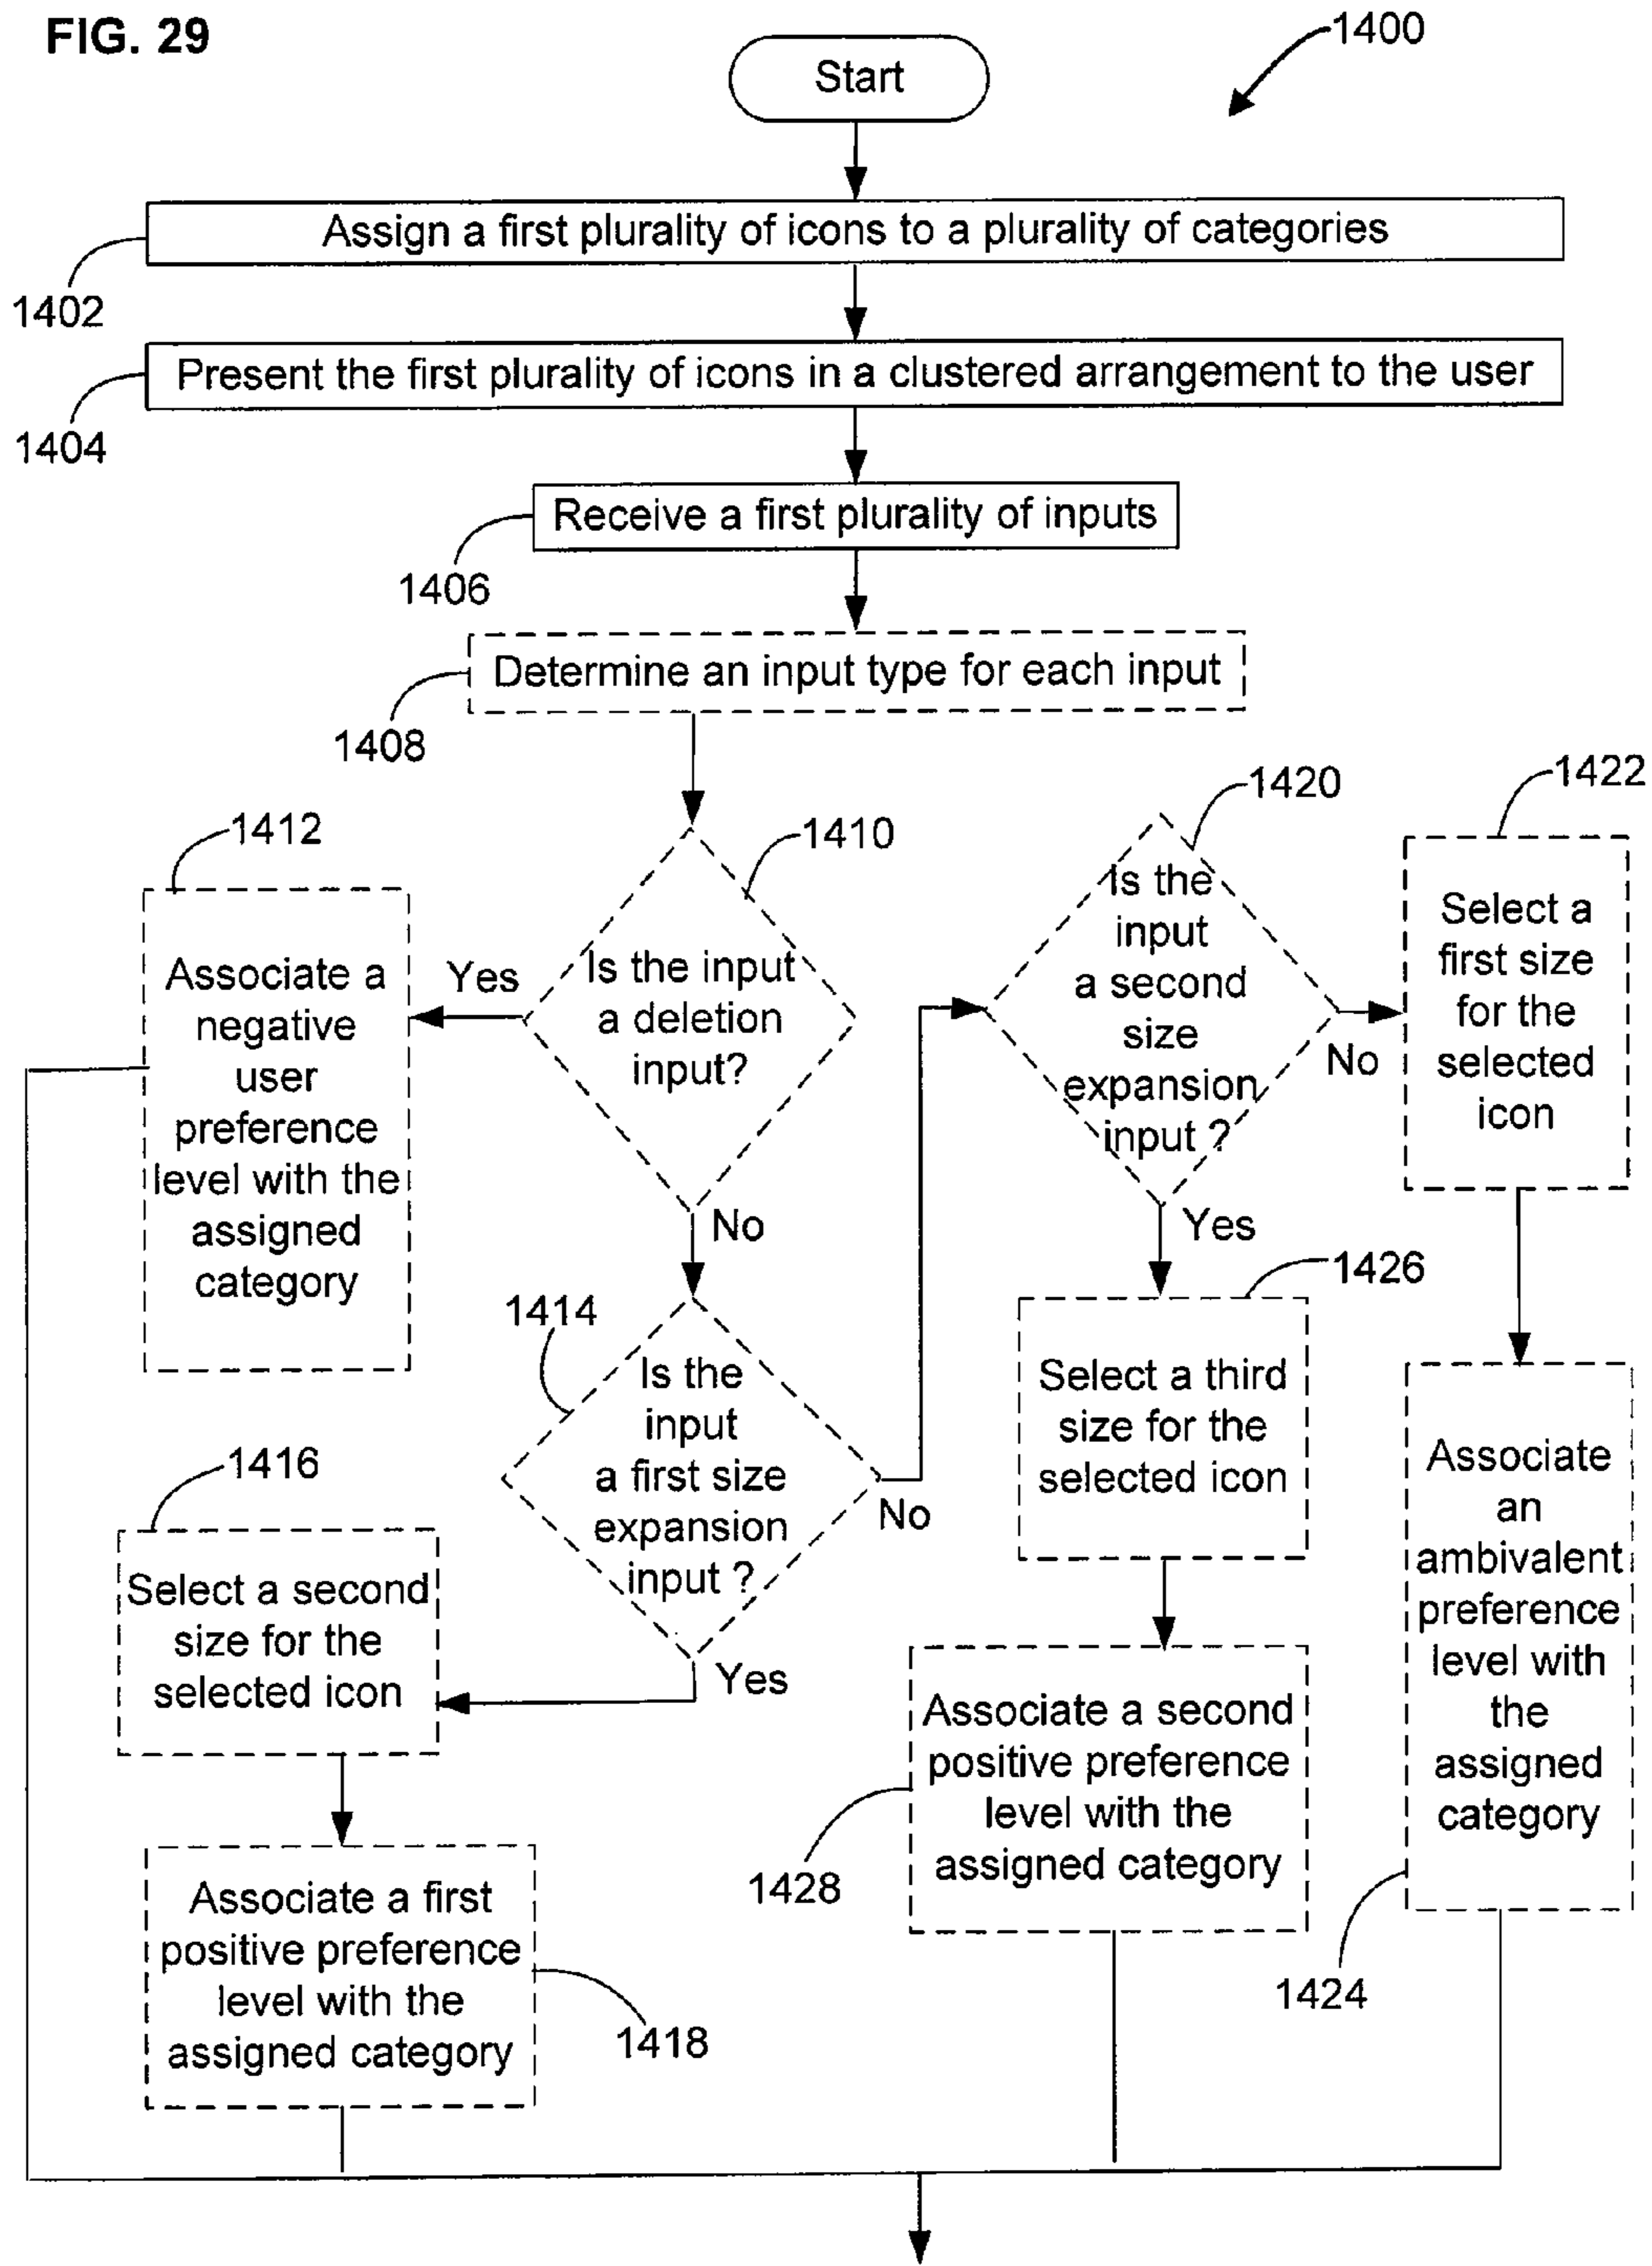 FIG. 29
1400
Start
Assign a first plurality of icons to a plurality of categories
1402
Present the first plurality of icons in a clustered arrangement to the user
1404
Receive a first plurality of inputs
1406
Determine an input type for each input
1408
1410
Is the input
a deletion
input?
Yes
No
1412
Associate a
negative
user
preference
level with the
assigned
category
1414
Is the
input
a first size
expansion
input ?
No
Yes
1416
Select a second
size for the
selected icon
1418
Associate a first
positive preference
level with the
assigned category
1420
Is the
input
a second
size
expansion
input ?
No
Yes
1422
Select a
first size
for the
selected
icon
1424
Associate
an
ambivalent
preference
level with
the
assigned
category
1426
Select a third
size for the
selected icon
1428
Associate a second
positive preference
level with the
assigned category